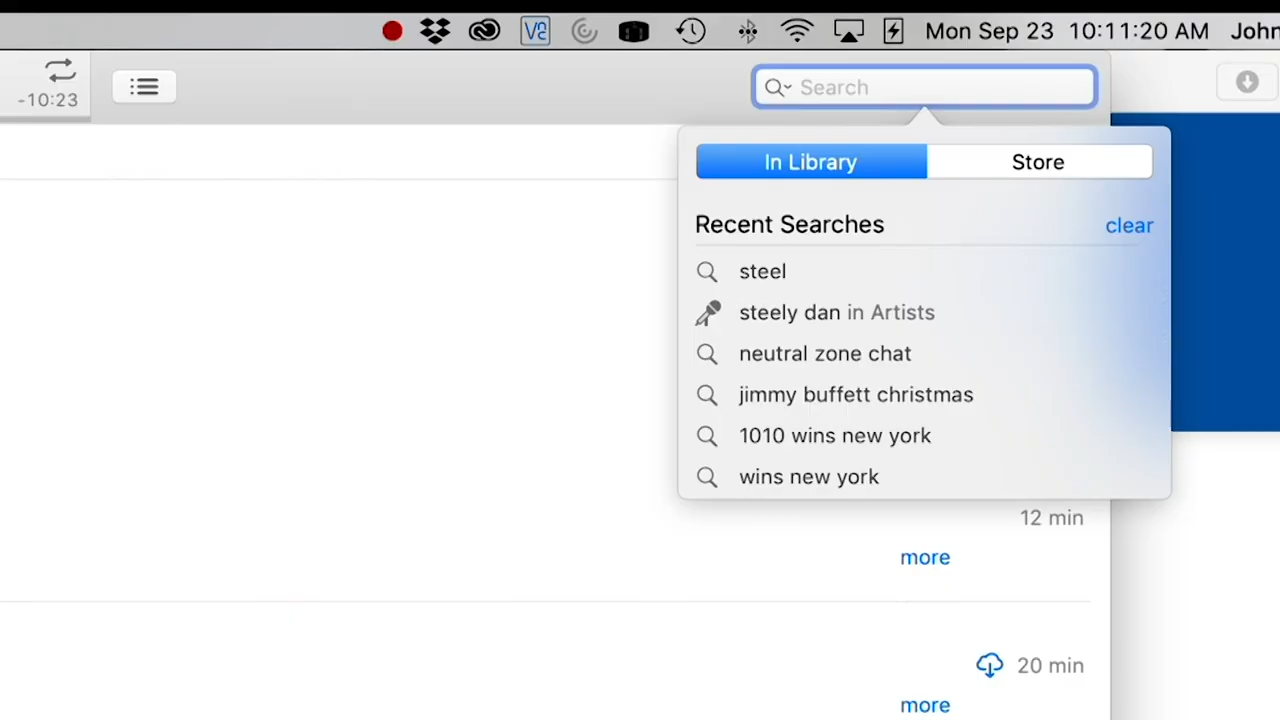 Mon Sep 23 10:11:20 AM John
-10:23
Search
In Library
Store
Recent Searches
clear
steel
steely dan in Artists
neutral zone chat
jimmy buffett christmas
1010 wins new york
wins new york
12 min
more
20 min
more